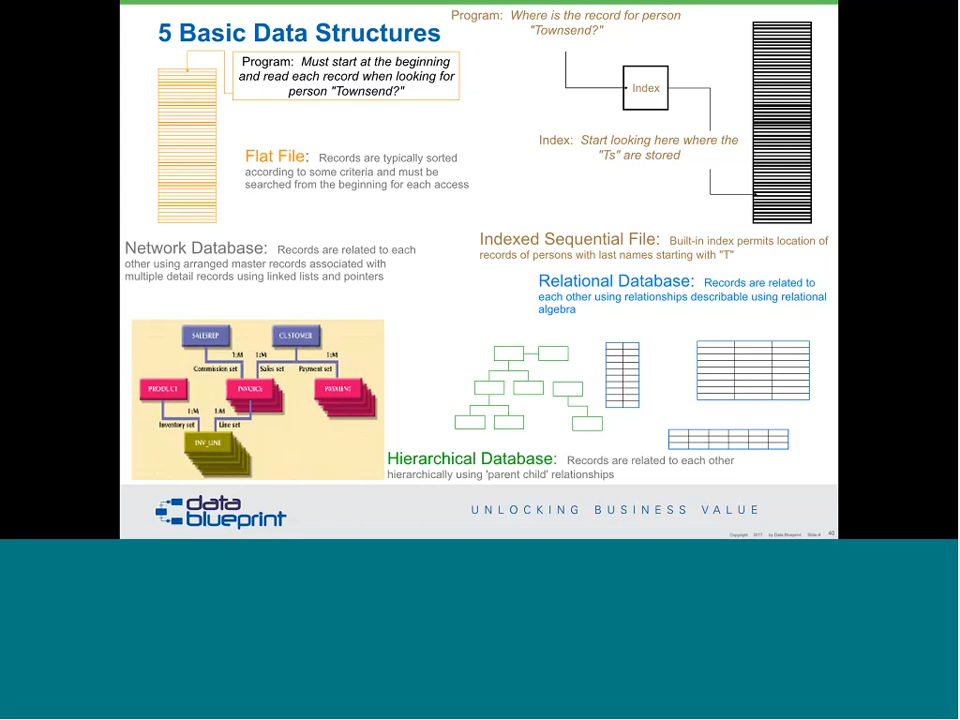 5 Basic Data Structures
Program: Must start at the beginning
and read each record when looking for
person "Townsend?"
Flat File: Records are typically sorted
according to some criteria and must be
searched from the beginning for each access
Program: Where is the record for person
"Townsend?"
Index
Index: Start looking here where the
"Ts" are stored
Indexed Sequential File: Built-in index permits location of
records of persons with last names starting with "T"
Network Database: Records are related to each
other using arranged master records associated with
multiple detail records using linked lists and pointers
Relational Database: Records are related to
each other using relationships describable using relational
algebra
SALESREP
CUSTOMER
1:M
1:M
1:M
Commission set
Sales set
Payment set
PRODUCT
INVOICE
PAYMENT
1:M
1:M
Inventory set
Line set
INV_LINE
Hierarchical Database: Records are related to each other
hierarchically using 'parent child' relationships
data
blueprint
UNLOCKING BUSINESS VALUE
Copyright 2017 by Data Blueprint Slide # 40